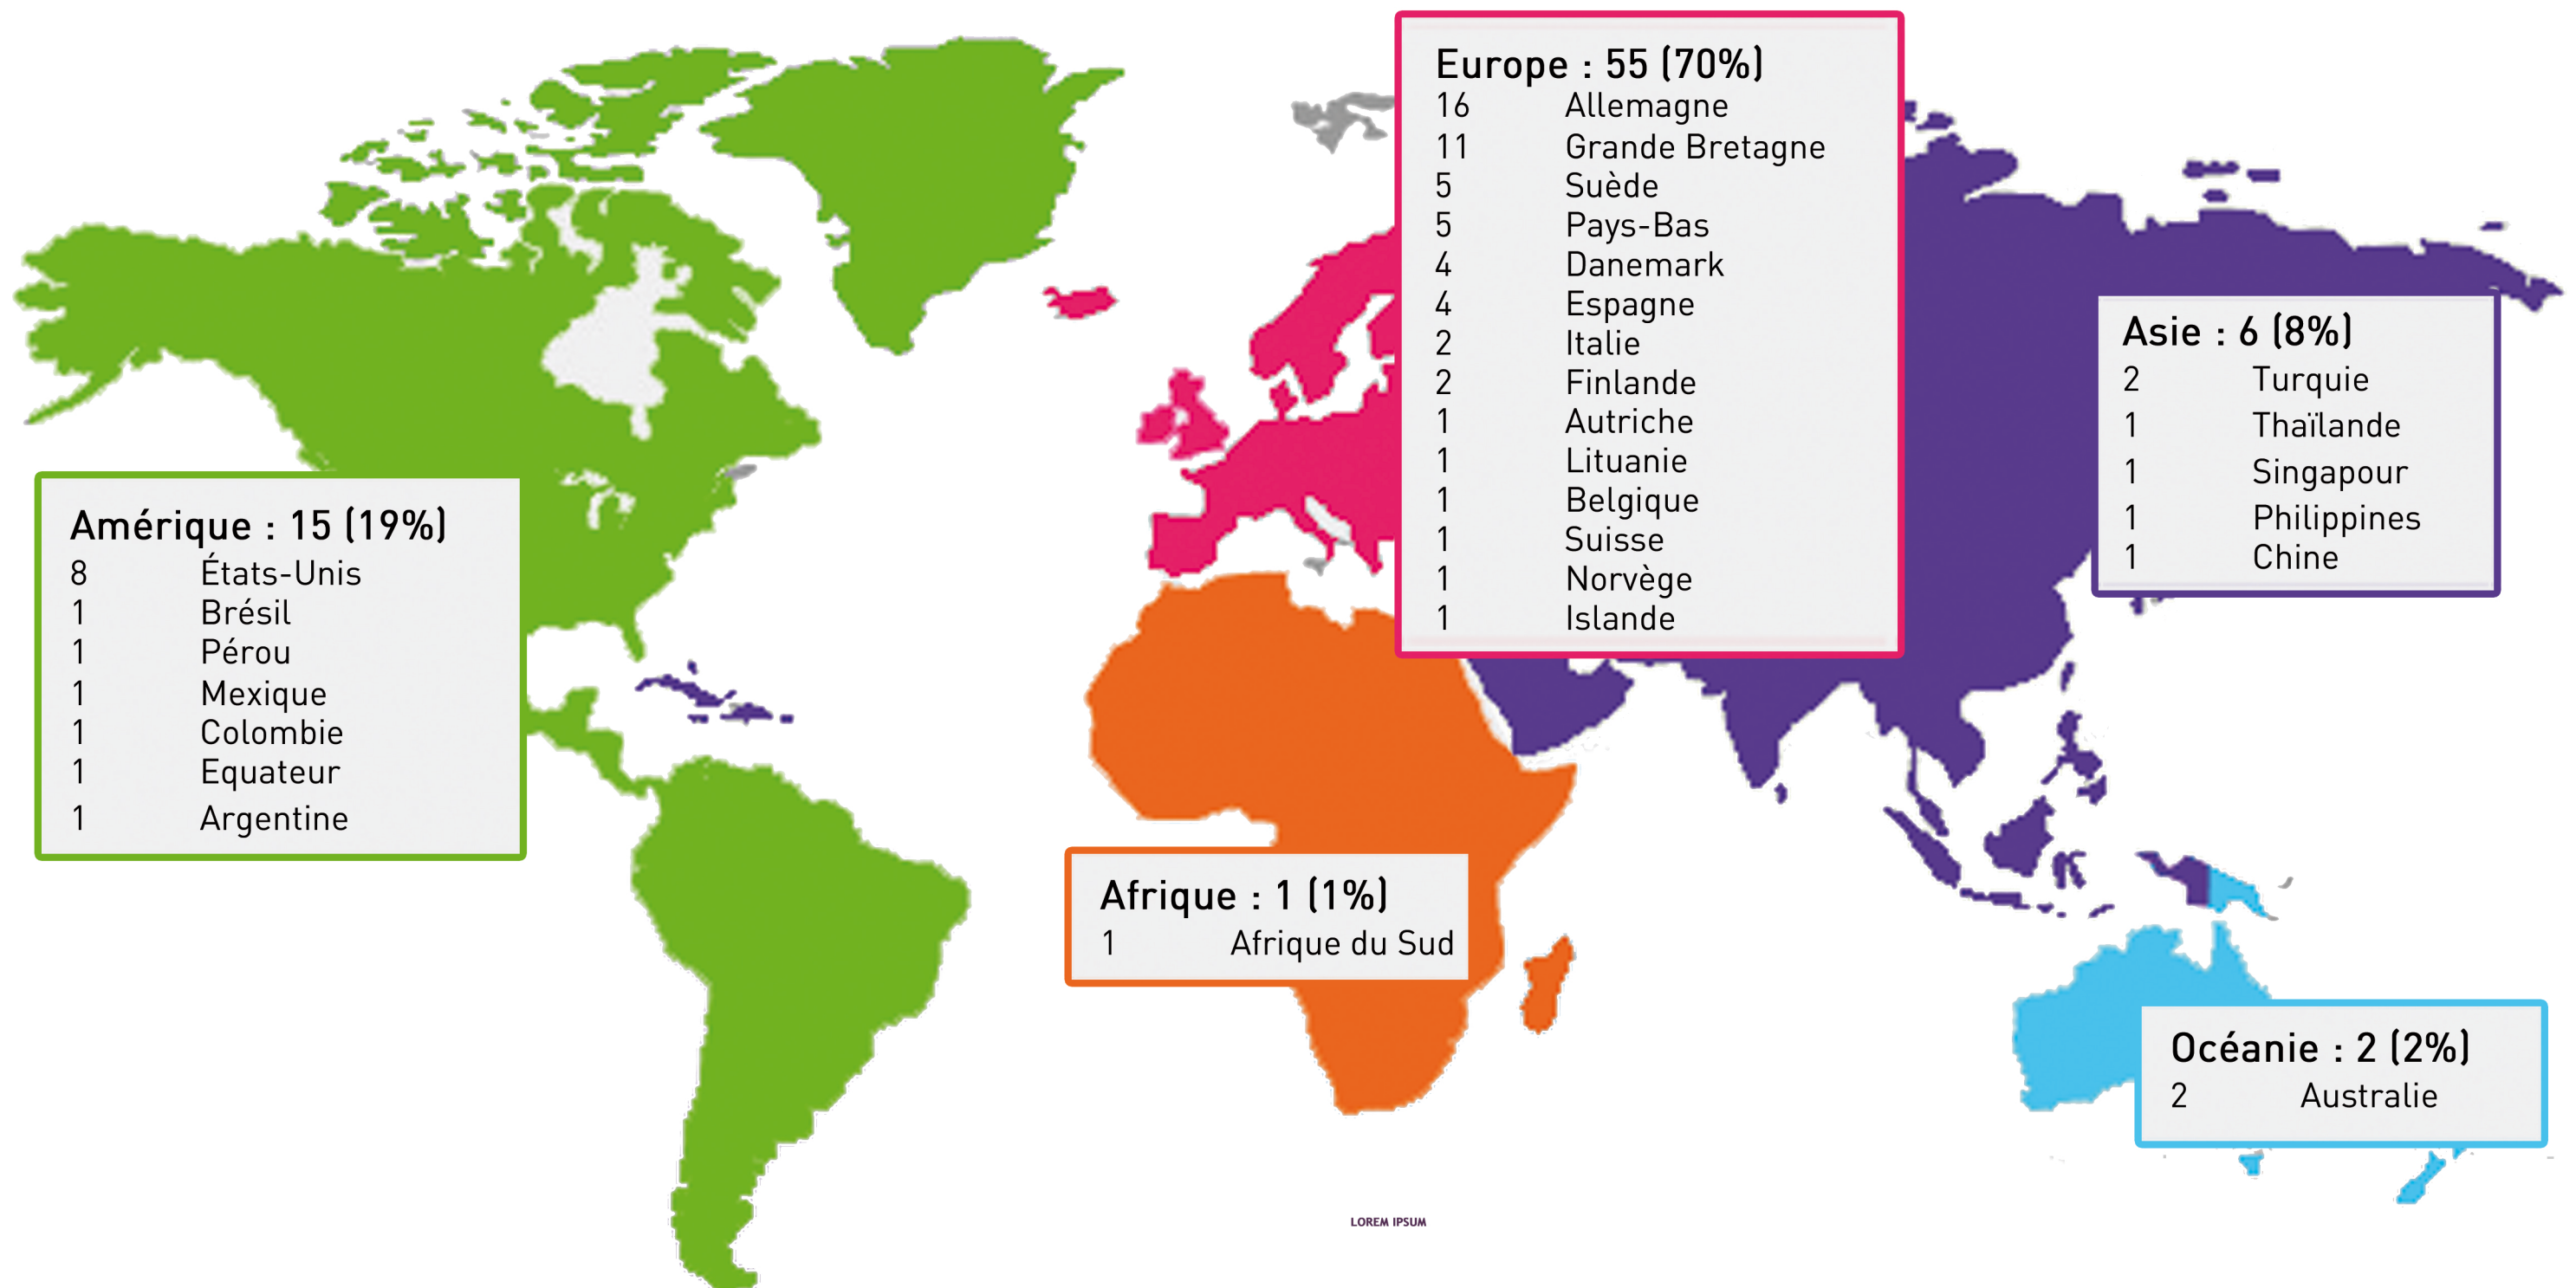 Europe : 55 (70%)
16 Allemagne
11 Grande Bretagne
5 Suède
5 Pays-Bas
4 Danemark
4 Espagne
2 Italie
2 Finlande
1 Autriche
1 Lituanie
1 Belgique
1 Suisse
1 Norvège
1 Islande
Asie : 6 (8%)
2 Turquie
1 Thaïlande
1 Singapour
1 Philippines
1 Chine
Amérique : 15 (19%)
8 États-Unis
1 Brésil
1 Pérou
1 Mexique
1 Colombie
1 Equateur
1 Argentine
Afrique : 1 (1%)
1 Afrique du Sud
Océanie : 2 (2%)
2 Australie
LOREM IPSUM